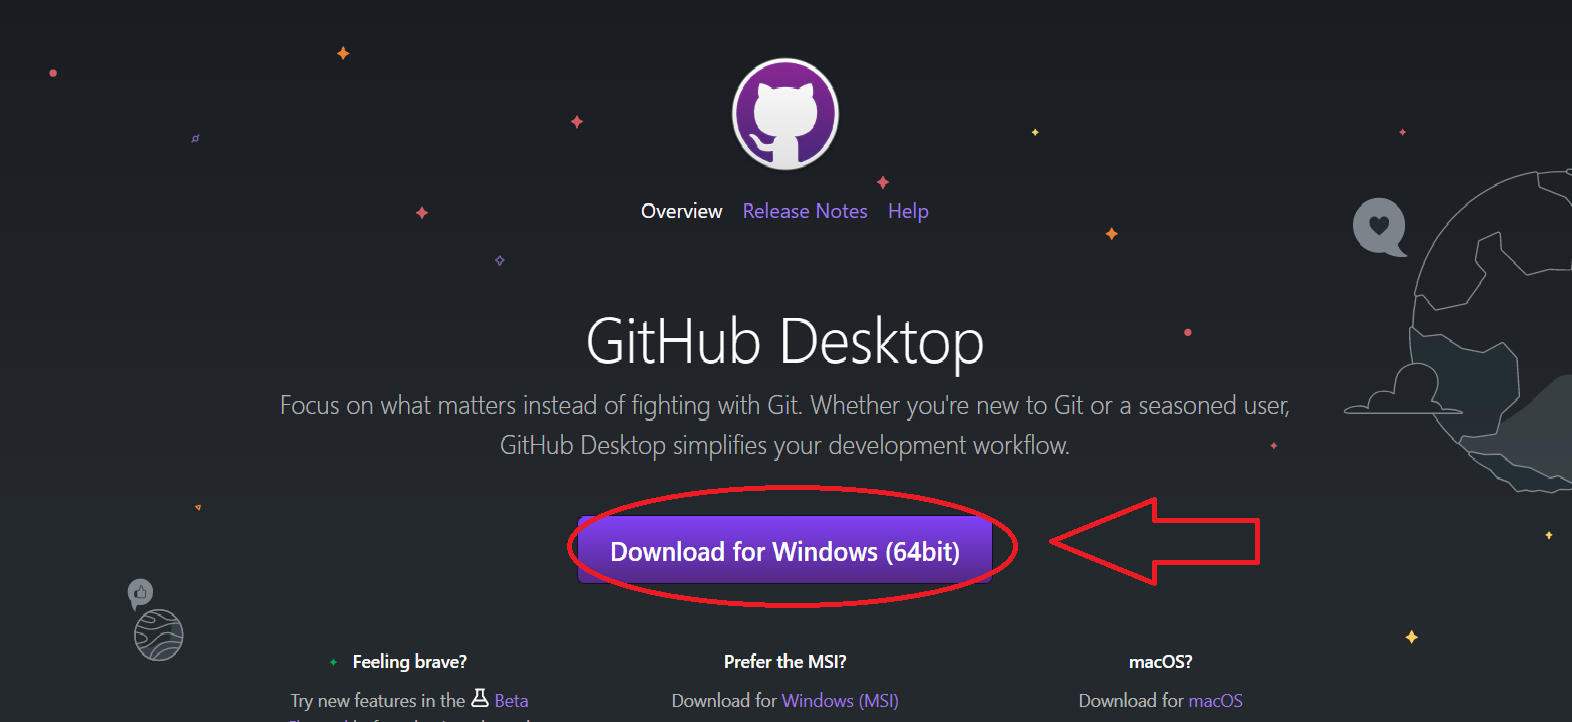 Overview Release Notes Help
GitHub Desktop
Focus on what matters instead of fighting with Git. Whether you're new to Git or a seasoned user,
GitHub Desktop simplifies your development workflow.
Download for Windows (64bit)
Feeling brave?
Try new features in the Beta
Prefer the MSI?
Download for Windows (MSI)
macOS?
Download for macOS